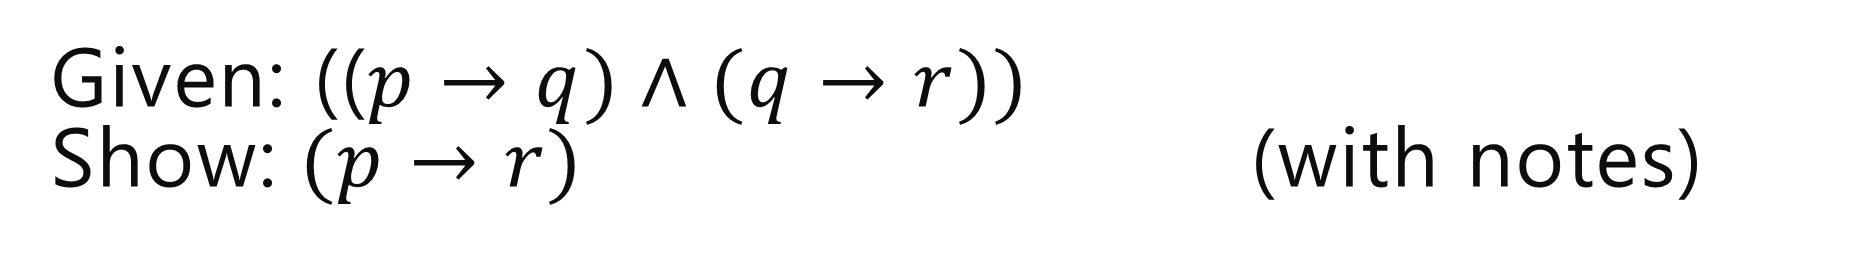 Given: ((𝑝 → 𝑞) ∧ (𝑞 → 𝑟))
Show: (𝑝 → 𝑟) (with notes)